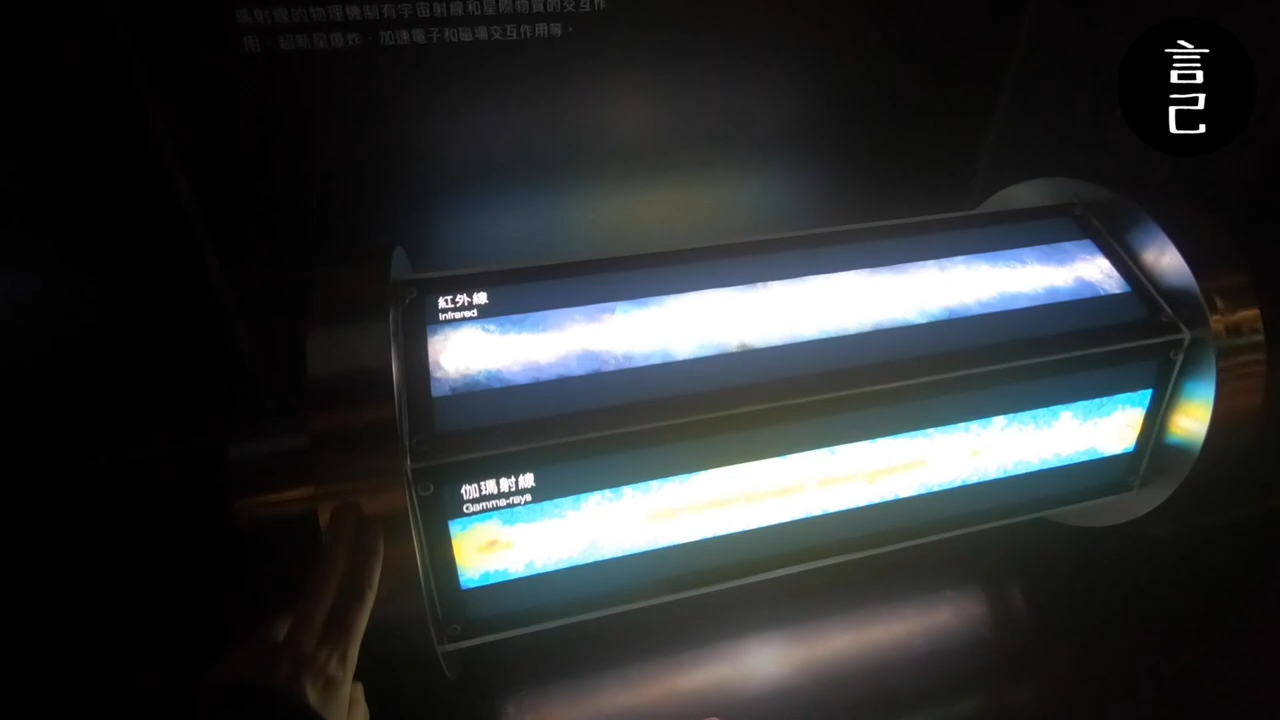 瑪射線的物理機制有宇宙射線和星際物質的交互作
用、超新星爆炸、加速電子和磁場交互作用等。
言
己
紅外線
Infrared
伽瑪射線
Gamma-rays